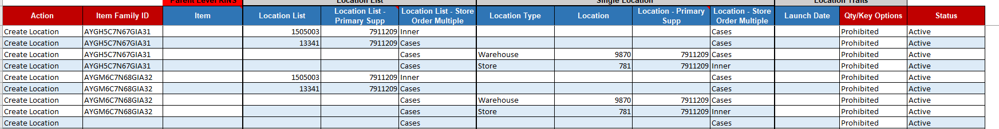 Parent Level RINS Location List Single Location Location Traits
Action Item Family ID Item Location List Location List - Primary Supp Location List - Store Order Multiple Location Type Location Location - Primary Supp Location - Store Order Multiple Launch Date Qty/Key Options Status
Create Location AYGH5C7N67GIA31 1505003 7911209 Inner Cases Prohibited Active
Create Location AYGH5C7N67GIA31 13341 7911209 Cases Cases Prohibited Active
Create Location AYGH5C7N67GIA31 Cases Warehouse 9870 7911209 Cases Prohibited Active
Create Location AYGH5C7N67GIA31 Cases Store 781 7911209 Inner Prohibited Active
Create Location AYGM6C7N68GIA32 1505003 7911209 Inner Cases Prohibited Active
Create Location AYGM6C7N68GIA32 13341 7911209 Cases Cases Prohibited Active
Create Location AYGM6C7N68GIA32 Cases Warehouse 9870 7911209 Cases Prohibited Active
Create Location AYGM6C7N68GIA32 Cases Store 781 7911209 Inner Prohibited Active
Create Location Cases Cases Prohibited Active